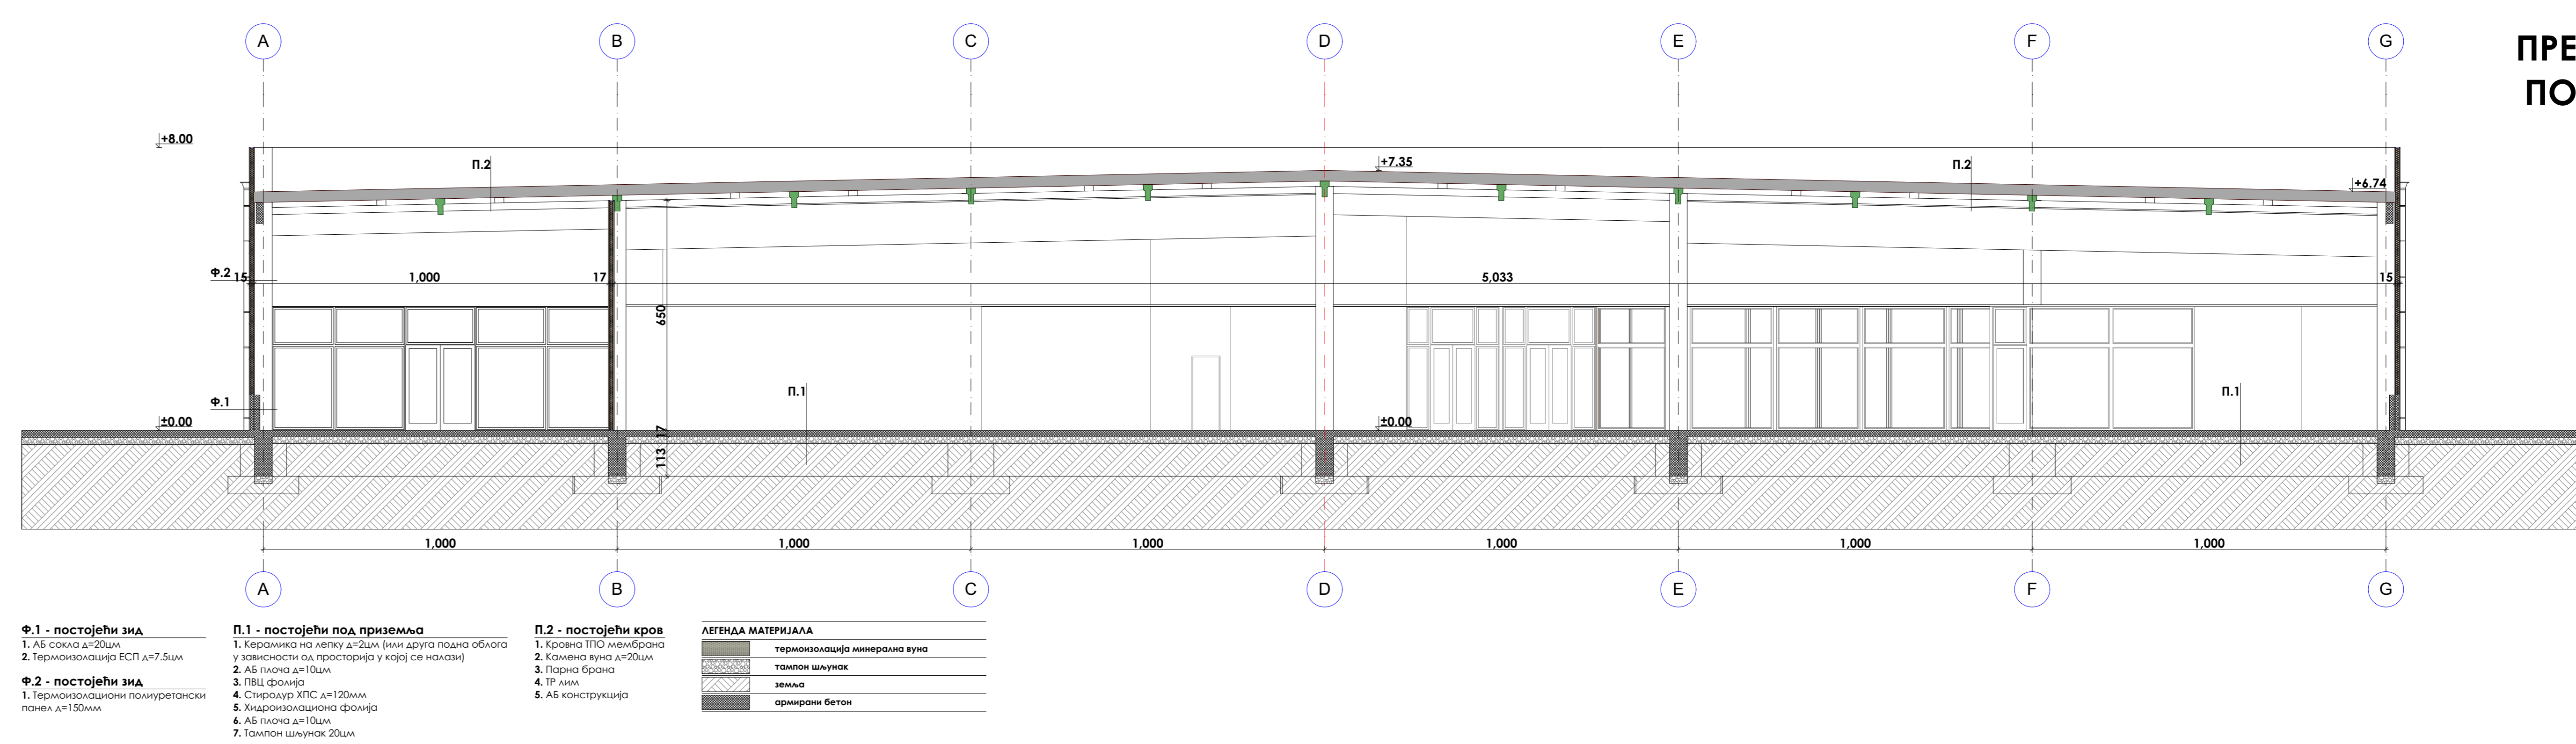 A B C D E F G
ПРЕ
ПО
+8.00
П.2
+7.35
П.2
+6.74
Ф.2
15
1,000
17
5,033
15
650
П.1
П.1
Ф.1
±0.00
±0.00
17
113
1,000 1,000 1,000 1,000 1,000 1,000
A B C D E F G
Ф.1 - постојећи зид
1. АБ сокла д=20цм
2. Термоизолација ЕСП д=7.5цм
Ф.2 - постојећи зид
1. Термоизолациони полиуретански
панел д=150мм
П.1 - постојећи под приземља
1. Керамика на лепку д=2цм (или друга подна облога
у зависности од просторија у којој се налази)
2. АБ плоча д=10цм
3. ПВЦ фолија
4. Стиродур ХПС д=120мм
5. Хидроизолациона фолија
6. АБ плоча д=10цм
7. Тампон шљунак 20цм
П.2 - постојећи кров
1. Кровна ТПО мембрана
2. Камена вуна д=20цм
3. Парна брана
4. ТР лим
5. АБ конструкција
ЛЕГЕНДА МАТЕРИЈАЛА
термоизолација минерална вуна
тампон шљунак
земља
армирани бетон